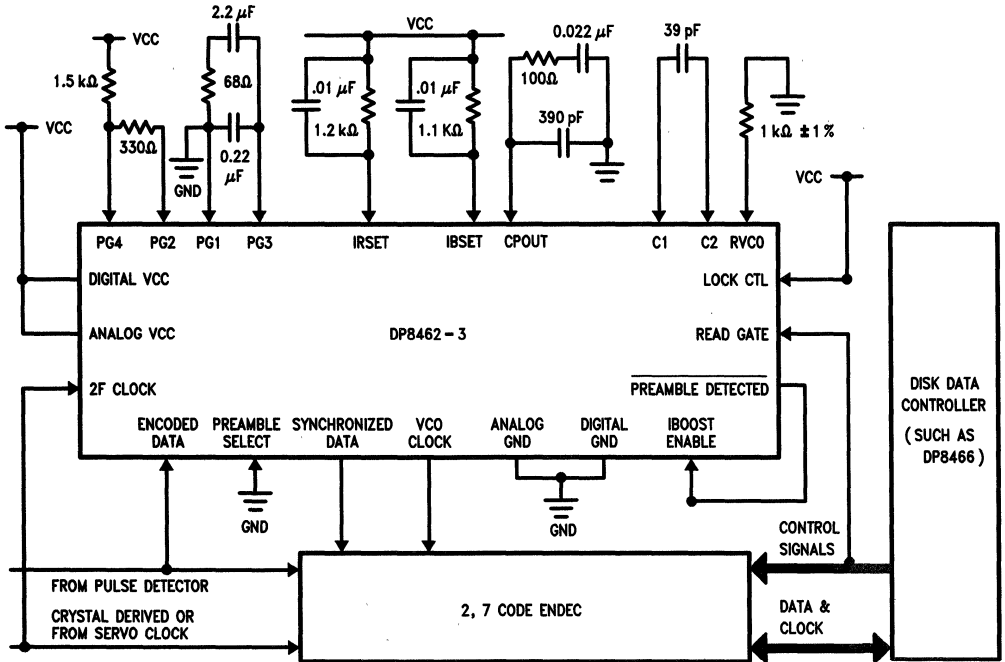 2.2 µF
VCC
0.022 µF
39 pF
VCC
1.5 kΩ
68Ω
.01 µF
1.2 kΩ
.01 µF
1.1 KΩ
100Ω
390 pF
1 kΩ ±1%
VCC
330Ω
0.22
µF
GND
VCC
PG4
PG2
PG1
PG3
IRSET
IBSET
CPOUT
C1
C2
RVCO
DIGITAL VCC
LOCK CTL
ANALOG VCC
DP8462-3
READ GATE
2F CLOCK
PREAMBLE DETECTED
ENCODED
DATA
PREAMBLE
SELECT
SYNCHRONIZED
DATA
VCO
CLOCK
ANALOG
GND
DIGITAL
GND
IBOOST
ENABLE
DISK DATA
CONTROLLER
(SUCH AS
DP8466)
GND
GND
CONTROL
SIGNALS
FROM PULSE DETECTOR
2, 7 CODE ENDEC
CRYSTAL DERIVED OR
FROM SERVO CLOCK
DATA &
CLOCK